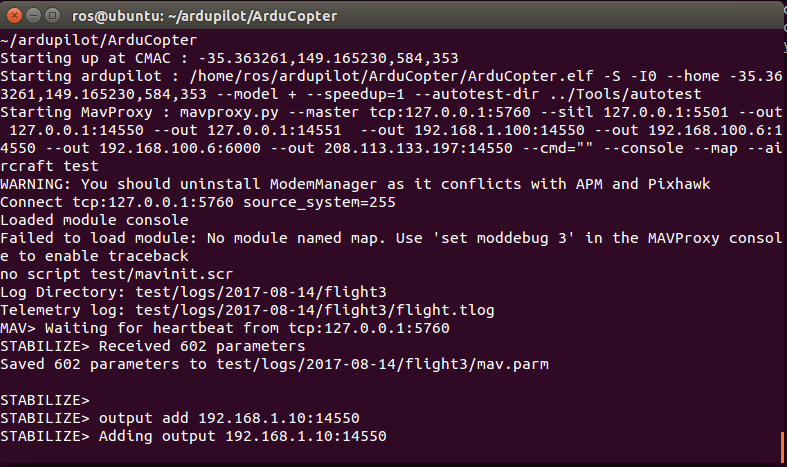 ros@ubuntu: ~/ardupilot/ArduCopter
~/ardupilot/ArduCopter
Starting up at CMAC : -35.363261,149.165230,584,353
Starting ardupilot : /home/ros/ardupilot/ArduCopter/ArduCopter.elf -S -I0 --home -35.36
3261,149.165230,584,353 --model + --speedup=1 --autotest-dir ../Tools/autotest
Starting MavProxy : mavproxy.py --master tcp:127.0.0.1:5760 --sitl 127.0.0.1:5501 --out
 127.0.0.1:14550 --out 127.0.0.1:14551  --out 192.168.1.100:14550 --out 192.168.100.6:1
4550 --out 192.168.100.6:6000 --out 208.113.133.197:14550 --cmd="" --console --map --ai
rcraft test
WARNING: You should uninstall ModemManager as it conflicts with APM and Pixhawk
Connect tcp:127.0.0.1:5760 source_system=255
Loaded module console
Failed to load module: No module named map. Use 'set moddebug 3' in the MAVProxy consol
e to enable traceback
no script test/mavinit.scr
Log Directory: test/logs/2017-08-14/flight3
Telemetry log: test/logs/2017-08-14/flight3/flight.tlog
MAV> Waiting for heartbeat from tcp:127.0.0.1:5760
STABILIZE> Received 602 parameters
Saved 602 parameters to test/logs/2017-08-14/flight3/mav.parm
STABILIZE>
STABILIZE> output add 192.168.1.10:14550
STABILIZE> Adding output 192.168.1.10:14550